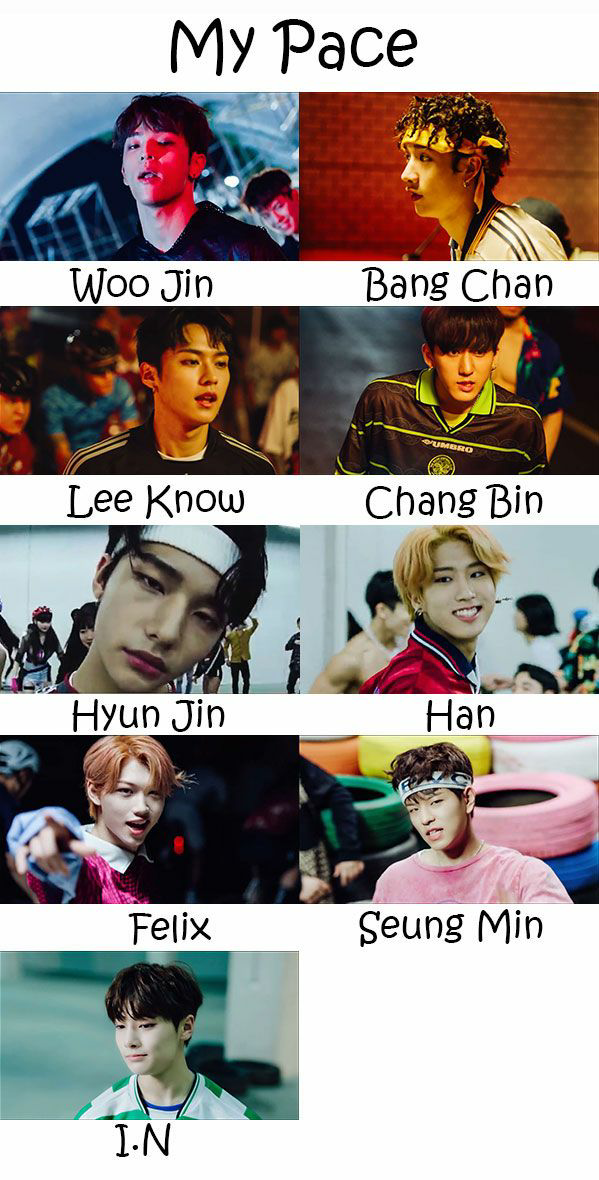 My Pace
Woo Jin
Bang Chan
UMBRO
Lee Know
Chang Bin
Hyun Jin
Han
Felix
Seung Min
I.N